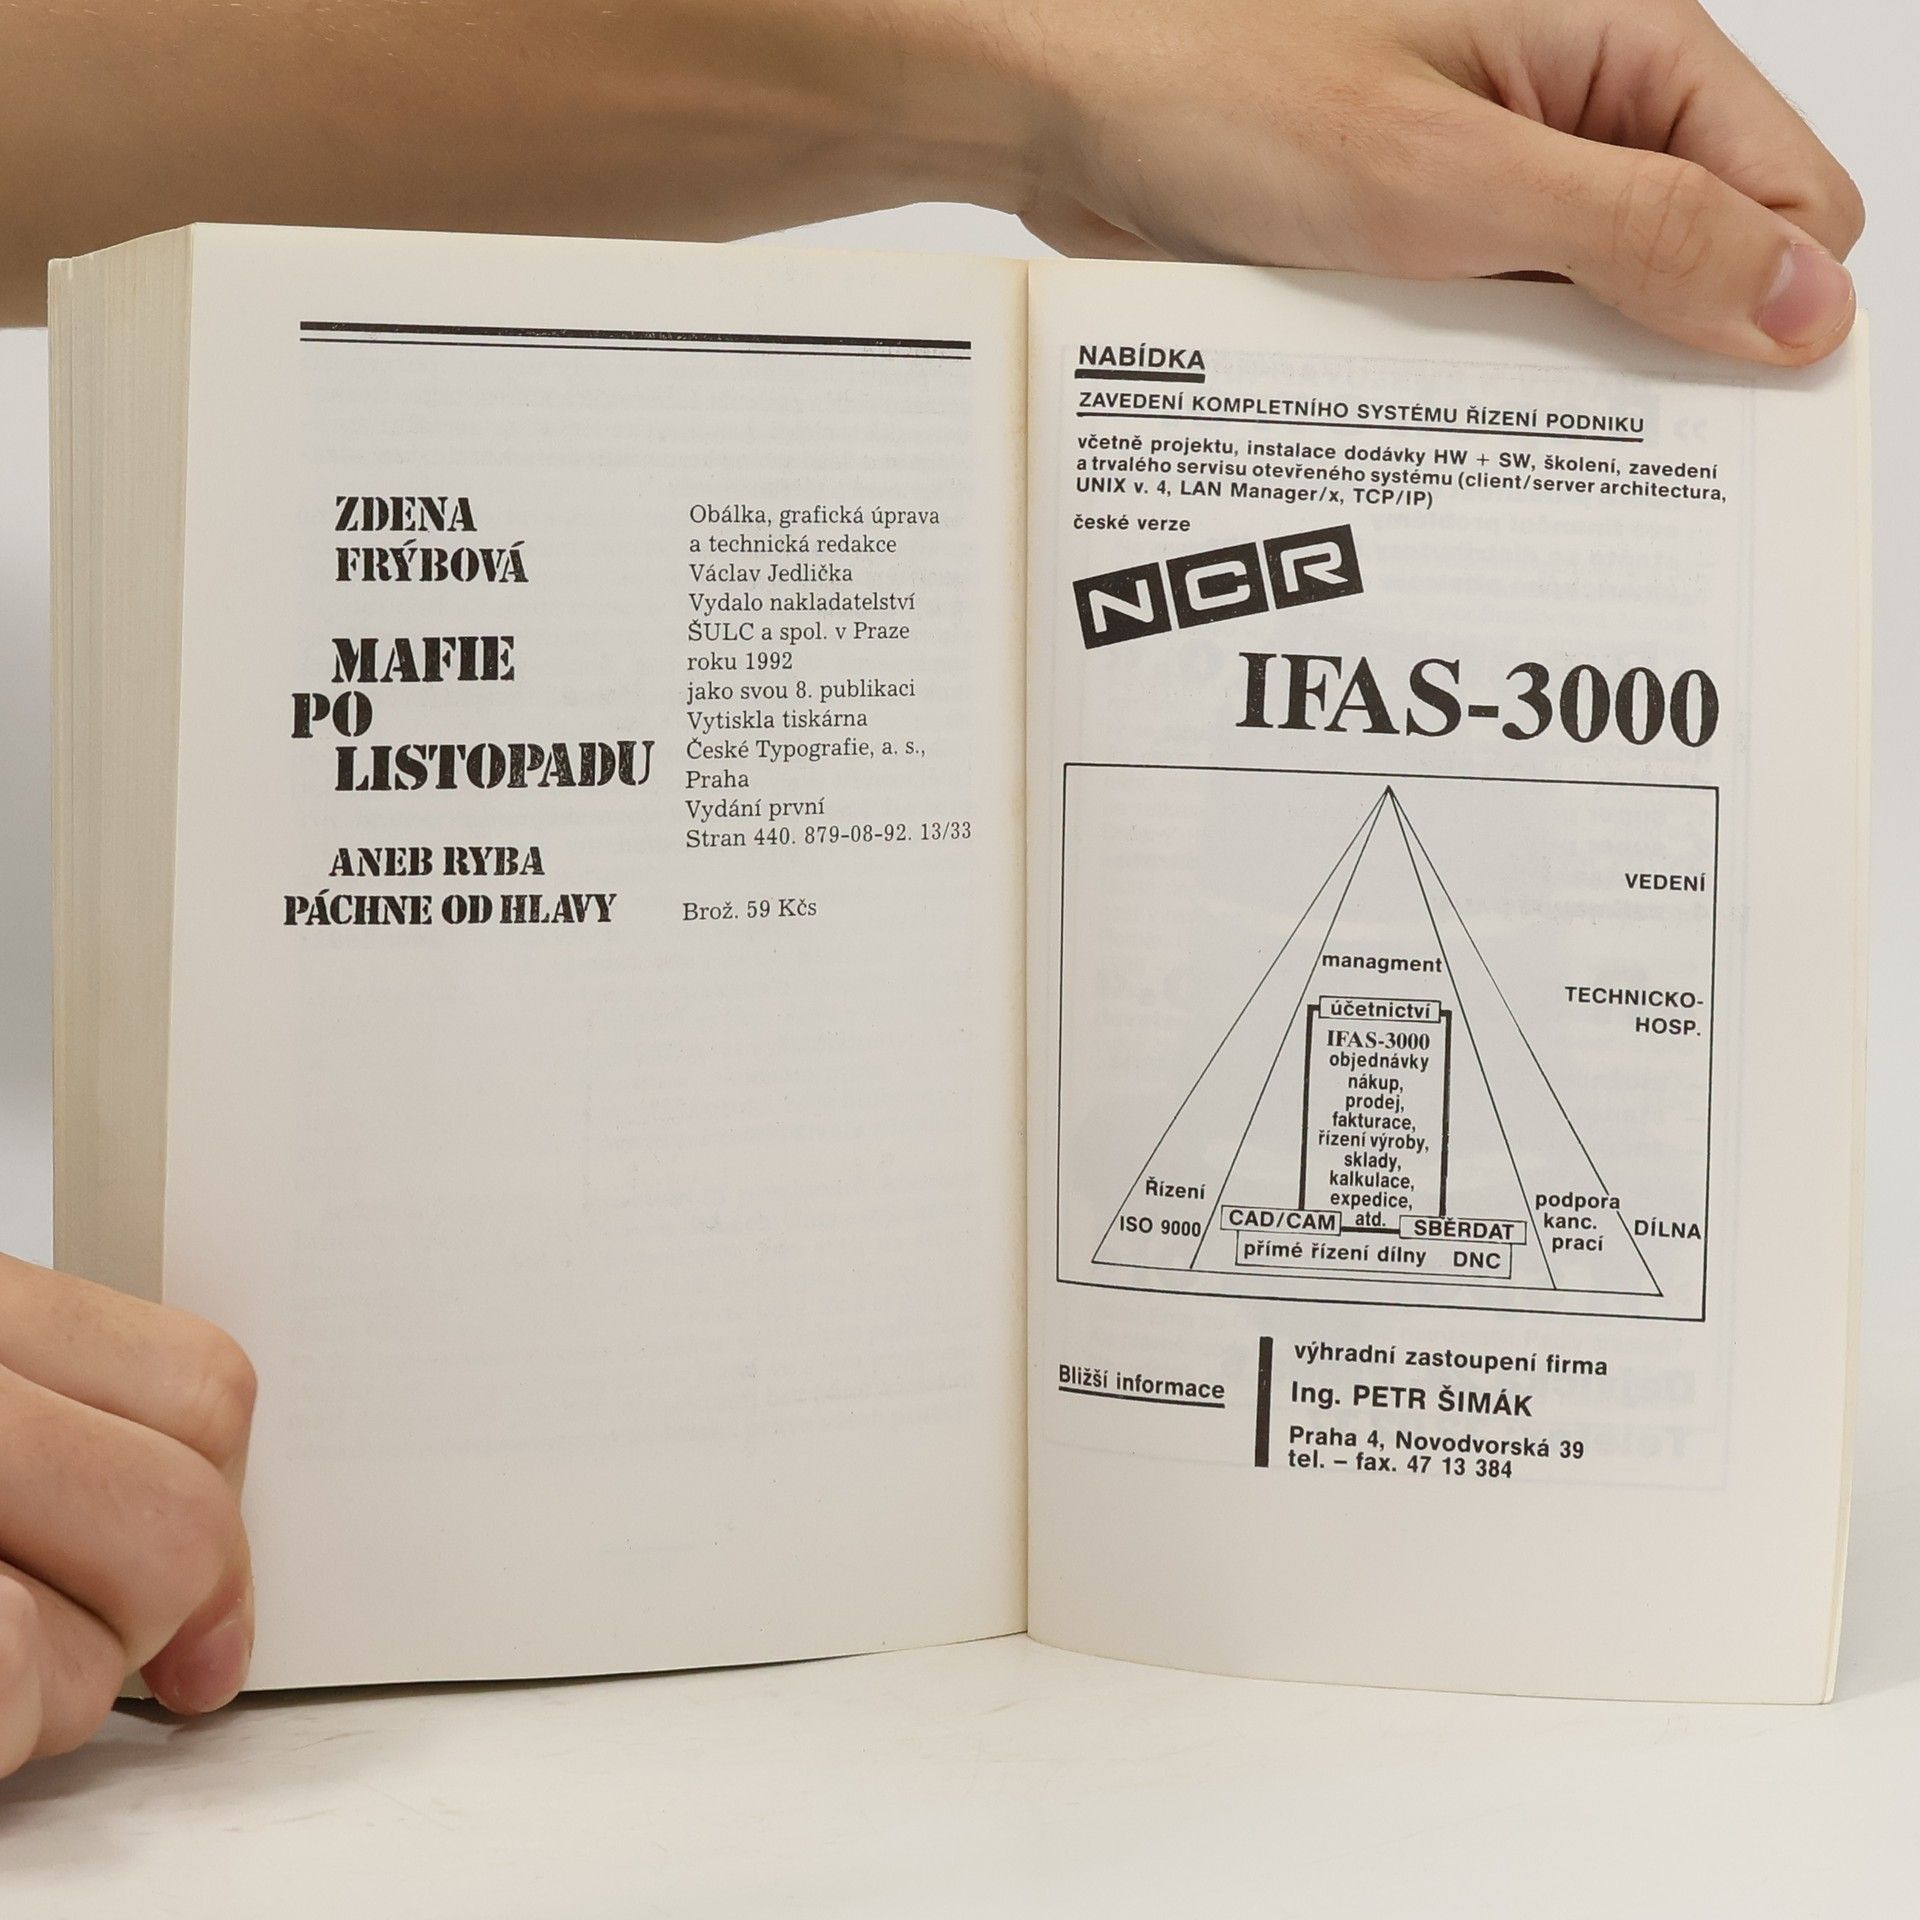 ZDENA
FRÝBOVÁ
MAFIE
PO
LISTOPADU
ANEB RYBA
PÁCHNE OD HLAVY
Obálka, grafická úprava
a technická redakce
Václav Jedlička
Vydalo nakladatelství
ŠULC a spol. v Praze
roku 1992
jako svou 8. publikaci
Vytiskla tiskárna
České Typografie, a. s.,
Praha
Vydání první
Stran 440. 879-08-92. 13/33
Brož. 59 Kčs
NABÍDKA
ZAVEDENÍ KOMPLETNÍHO SYSTÉMU ŘÍZENÍ PODNIKU
včetně projektu, instalace dodávky HW + SW, školení, zavedení
a trvalého servisu otevřeného systému (client/server architectura,
UNIX v. 4, LAN Manager/x, TCP/IP)
české verze
NCR
IFAS-3000
VEDENÍ
managment
TECHNICKO-
HOSP.
účetnictví
IFAS-3000
objednávky
nákup,
prodej,
fakturace,
řízení výroby,
sklady,
kalkulace,
expedice,
atd.
Řízení
ISO 9000
CAD/CAM
SBĚRDAT
přímé řízení dílny DNC
podpora
kanc.
prací
DÍLNA
Bližší informace
výhradní zastoupení firma
Ing. PETR ŠIMÁK
Praha 4, Novodvorská 39
tel. – fax. 47 13 384